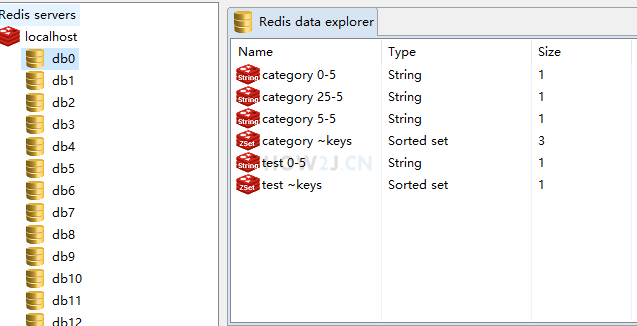 Redis servers
localhost
db0
db1
db2
db3
db4
db5
db6
db7
db8
db9
db10
db11
db12
Redis data explorer
Name Type Size
String category 0-5 String 1
String category 25-5 String 1
String category 5-5 String 1
ZSet category ~keys Sorted set 3
String test 0-5 String 1
ZSet test ~keys Sorted set 1
HOW2J.CN